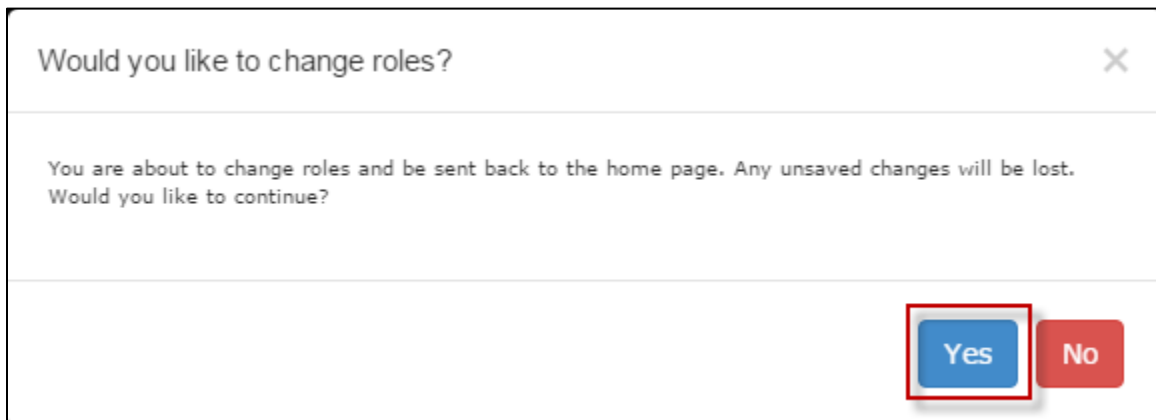 Would you like to change roles?
You are about to change roles and be sent back to the home page. Any unsaved changes will be lost.
Would you like to continue?
Yes No